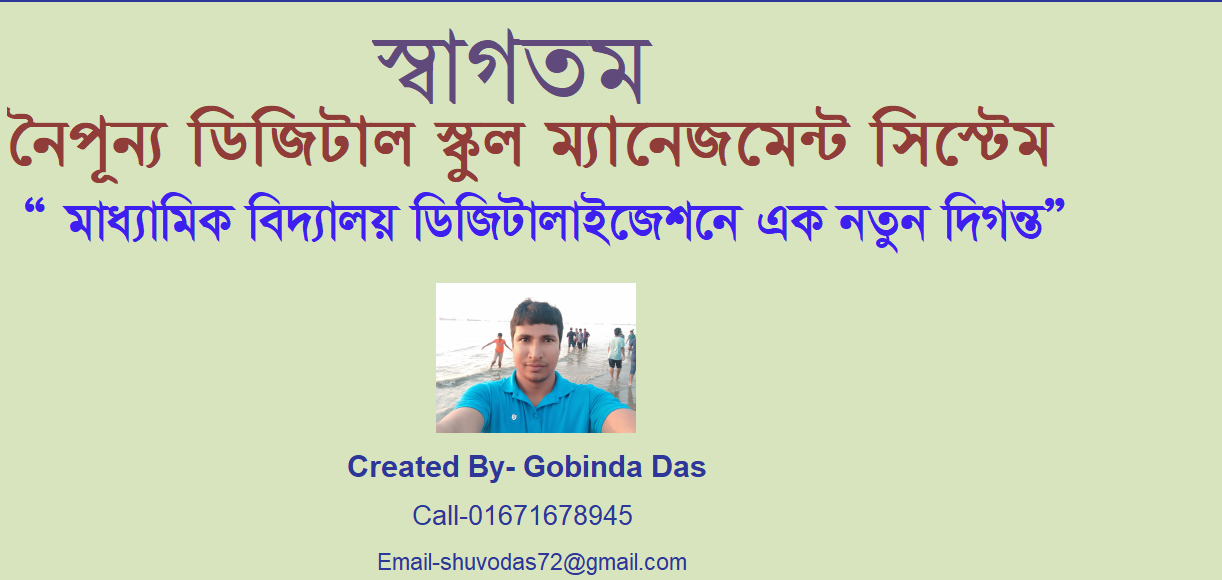 স্বাগতম
নৈপূন্য ডিজিটাল স্কুল ম্যানেজমেন্ট সিস্টেম
“ মাধ্যামিক বিদ্যালয় ডিজিটালাইজেশনে এক নতুন দিগন্ত”
Created By- Gobinda Das
Call-01671678945
Email-shuvodas72@gmail.com